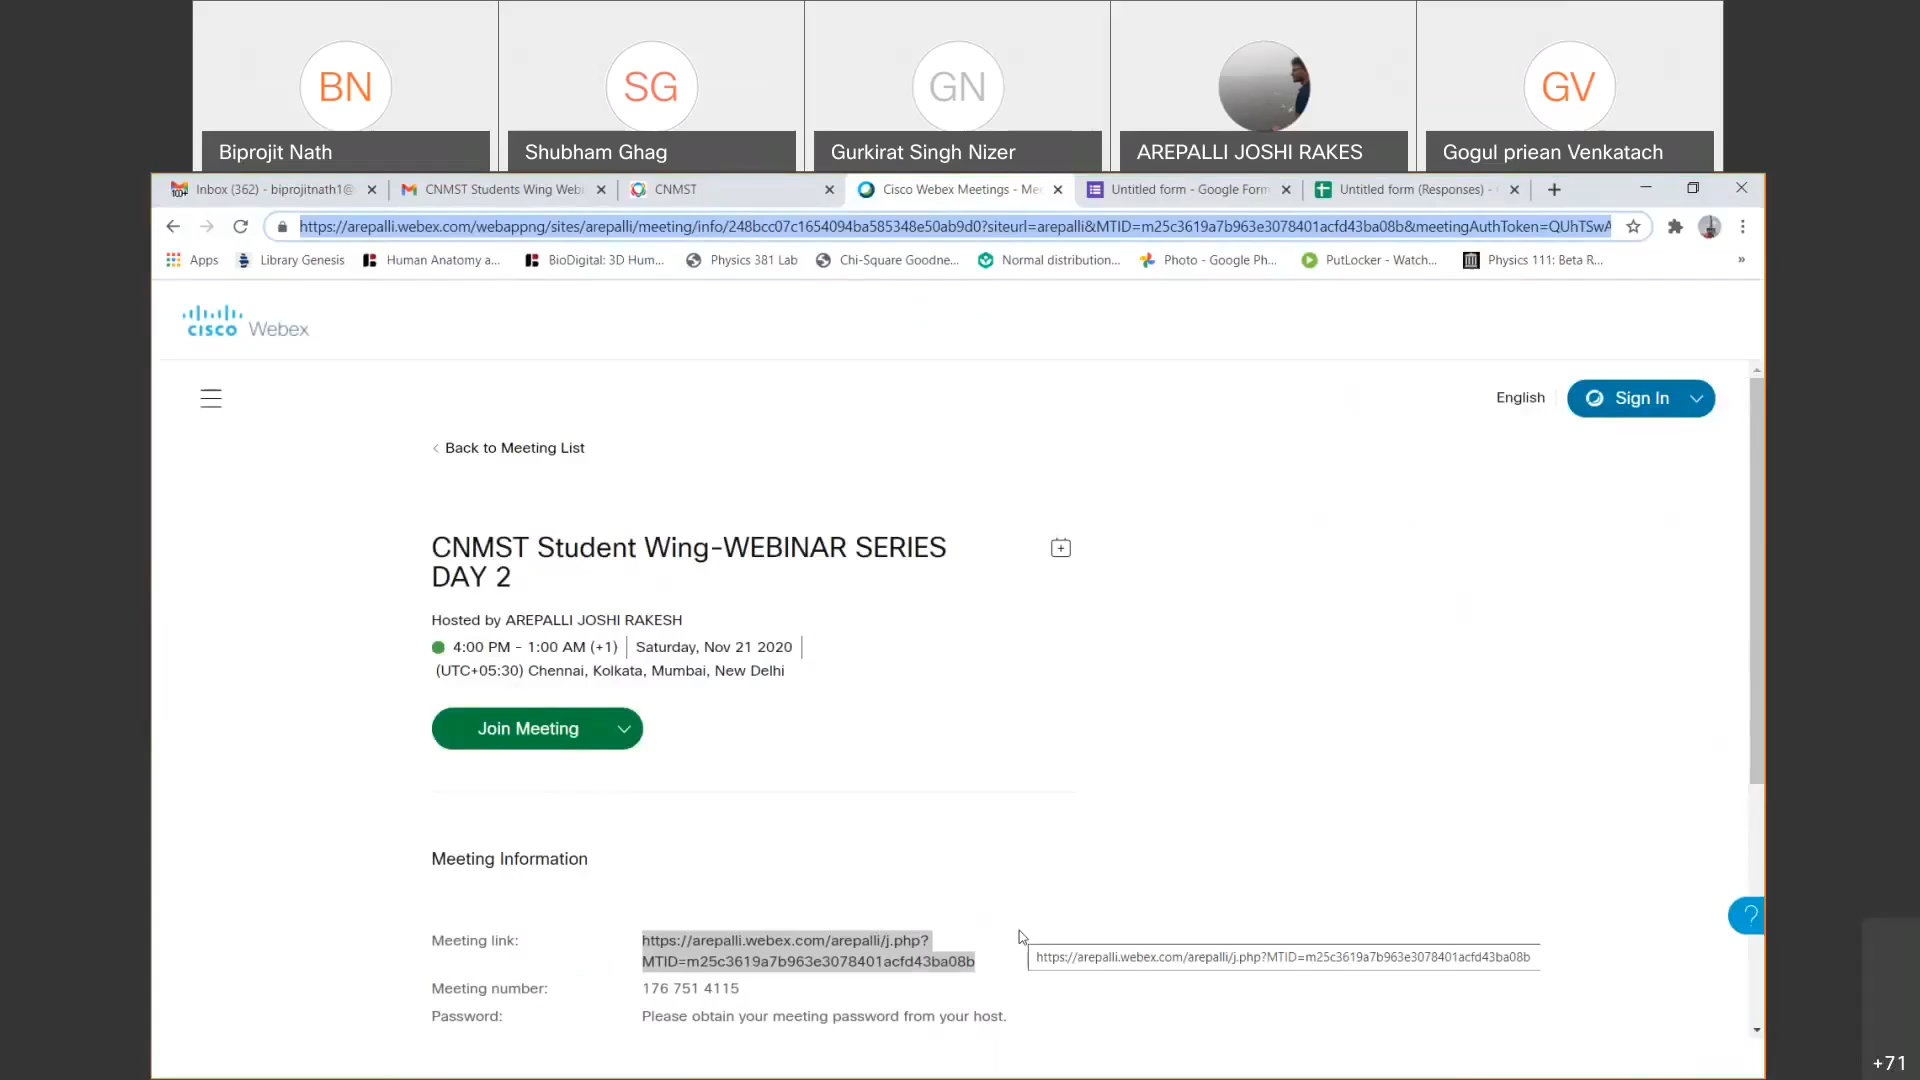 BN
SG
GN
GV
Biprojit Nath
Shubham Ghag
Gurkirat Singh Nizer
AREPALLI JOSHI RAKES
Gogul priean Venkatach
Inbox (362) - biprojitnath1@
CNMST Students Wing Webi
CNMST
Cisco Webex Meetings - Mee
Untitled form - Google Form
Untitled form (Responses) -
https://arepalli.webex.com/webappng/sites/arepalli/meeting/info/248bcc07c1654094ba585348e50ab9d0?siteurl=arepalli&MTID=m25c3619a7b963e3078401acfd43ba08b&meetingAuthToken=QUhTSwA
Apps
Library Genesis
Human Anatomy a...
BioDigital: 3D Hum...
Physics 381 Lab
Chi-Square Goodne...
Normal distribution...
Photo - Google Ph...
PutLocker - Watch...
Physics 111: Beta R...
»
cisco Webex
English
Sign In
Back to Meeting List
CNMST Student Wing-WEBINAR SERIES
DAY 2
Hosted by AREPALLI JOSHI RAKESH
4:00 PM - 1:00 AM (+1) | Saturday, Nov 21 2020 |
(UTC+05:30) Chennai, Kolkata, Mumbai, New Delhi
Join Meeting
Meeting Information
Meeting link: https://arepalli.webex.com/arepalli/j.php?
MTID=m25c3619a7b963e3078401acfd43ba08b
https://arepalli.webex.com/arepalli/j.php?MTID=m25c3619a7b963e3078401acfd43ba08b
Meeting number: 176 751 4115
Password: Please obtain your meeting password from your host.
?
+71